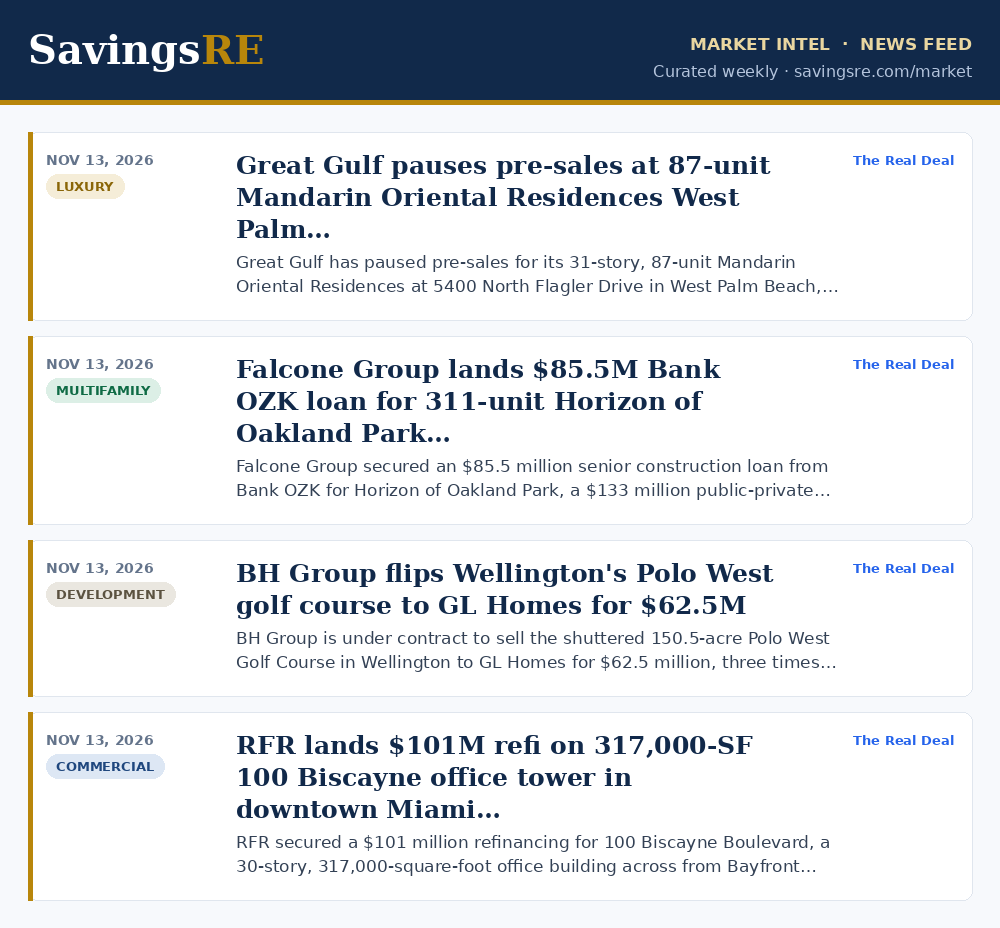 SavingsRE
MARKET INTEL · NEWS FEED
Curated weekly · savingsre.com/market
NOV 13, 2026
LUXURY
Great Gulf pauses pre-sales at 87-unit
Mandarin Oriental Residences West
Palm…
Great Gulf has paused pre-sales for its 31-story, 87-unit Mandarin
Oriental Residences at 5400 North Flagler Drive in West Palm Beach,…
The Real Deal
NOV 13, 2026
MULTIFAMILY
Falcone Group lands $85.5M Bank
OZK loan for 311-unit Horizon of
Oakland Park…
Falcone Group secured an $85.5 million senior construction loan from
Bank OZK for Horizon of Oakland Park, a $133 million public-private…
The Real Deal
NOV 13, 2026
DEVELOPMENT
BH Group flips Wellington's Polo West
golf course to GL Homes for $62.5M
BH Group is under contract to sell the shuttered 150.5-acre Polo West
Golf Course in Wellington to GL Homes for $62.5 million, three times…
The Real Deal
NOV 13, 2026
COMMERCIAL
RFR lands $101M refi on 317,000-SF
100 Biscayne office tower in
downtown Miami…
RFR secured a $101 million refinancing for 100 Biscayne Boulevard, a
30-story, 317,000-square-foot office building across from Bayfront…
The Real Deal